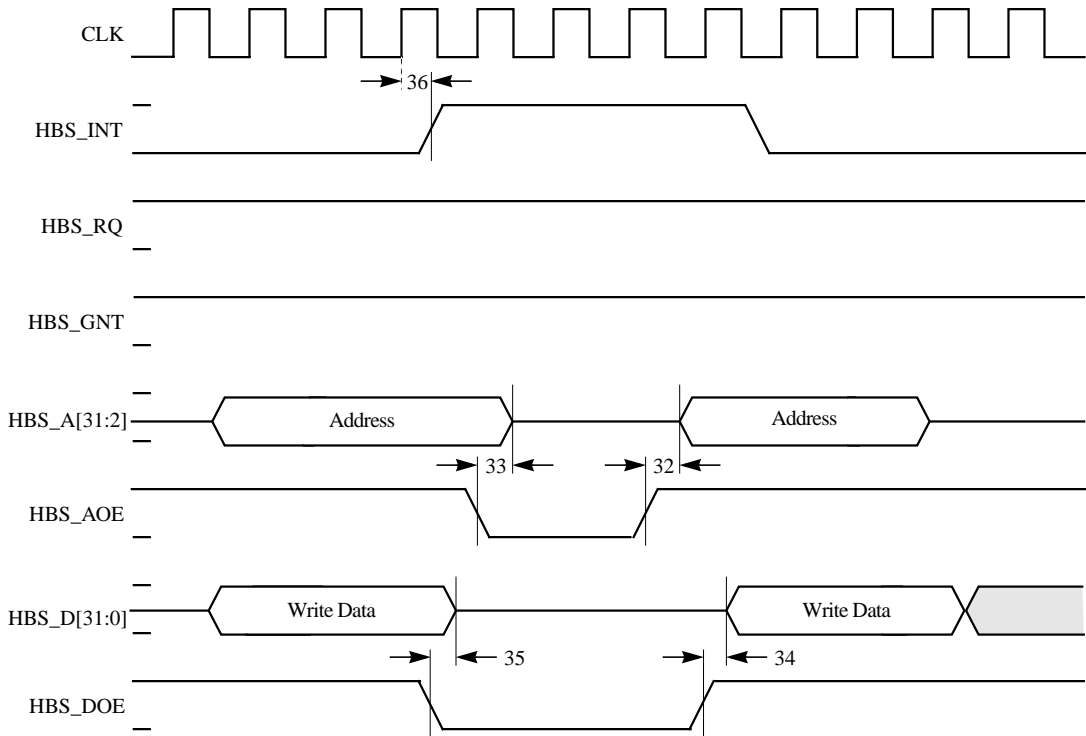 CLK
36
HBS_INT
HBS_RQ
HBS_GNT
HBS_A[31:2]
Address
Address
33
32
HBS_AOE
HBS_D[31:0]
Write Data
Write Data
35
34
HBS_DOE